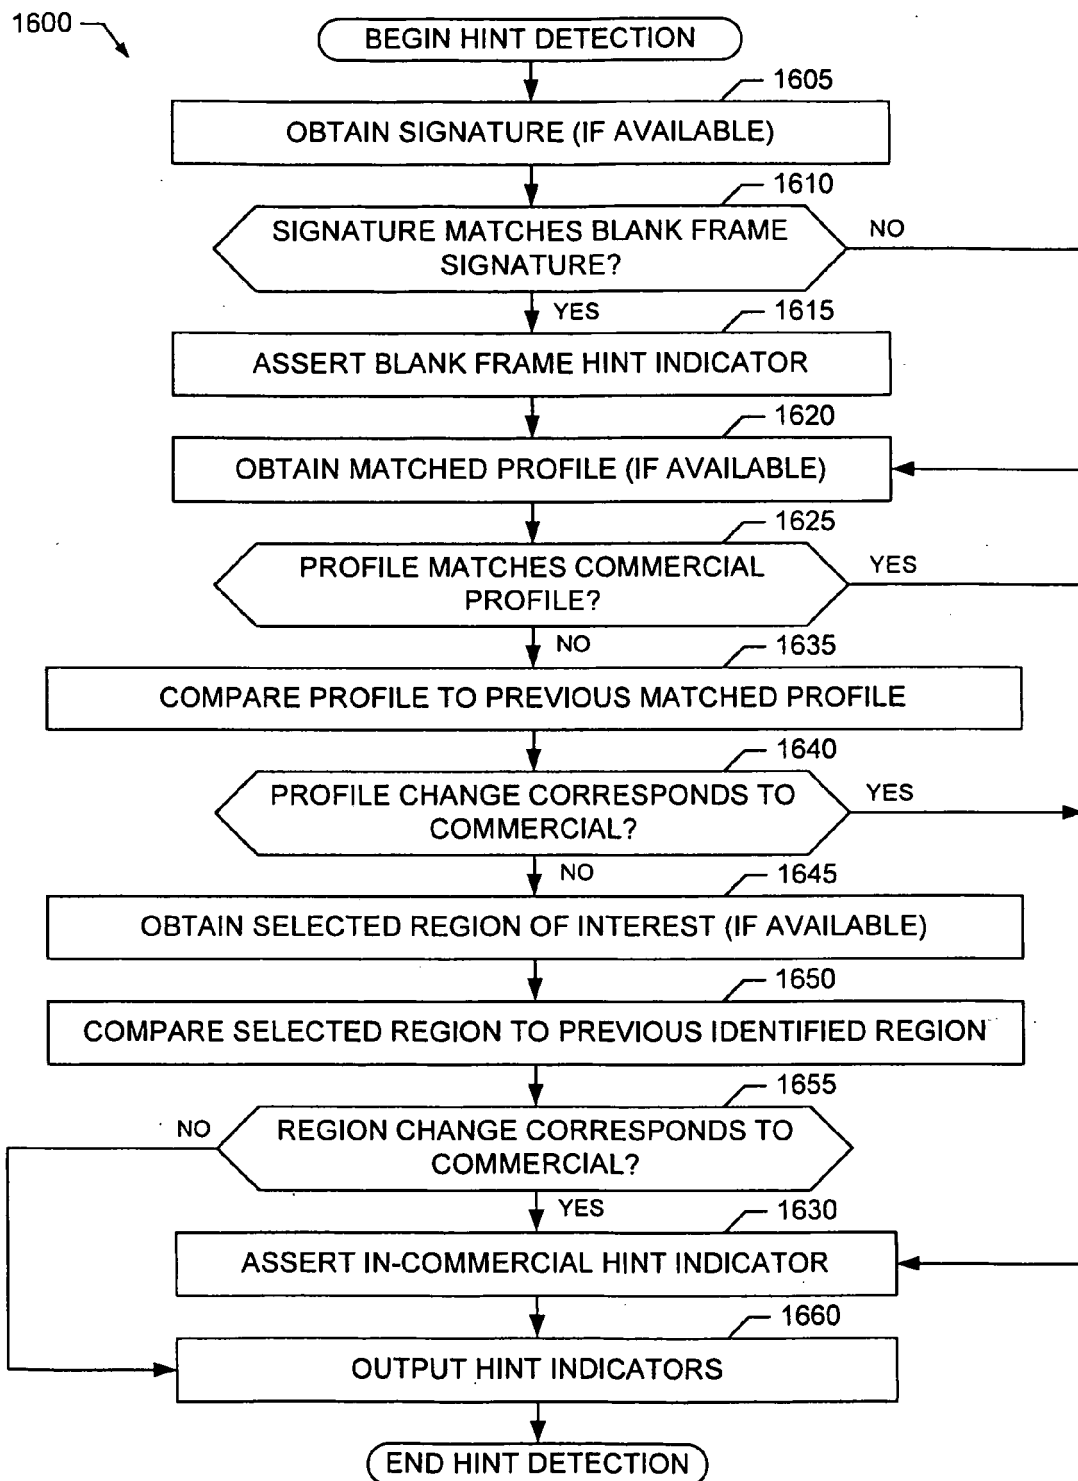 1600
BEGIN HINT DETECTION
1605
OBTAIN SIGNATURE (IF AVAILABLE)
1610
SIGNATURE MATCHES BLANK FRAME
SIGNATURE?
NO
YES
1615
ASSERT BLANK FRAME HINT INDICATOR
1620
OBTAIN MATCHED PROFILE (IF AVAILABLE)
1625
PROFILE MATCHES COMMERCIAL
PROFILE?
YES
NO
1635
COMPARE PROFILE TO PREVIOUS MATCHED PROFILE
1640
PROFILE CHANGE CORRESPONDS TO
COMMERCIAL?
YES
NO
1645
OBTAIN SELECTED REGION OF INTEREST (IF AVAILABLE)
1650
COMPARE SELECTED REGION TO PREVIOUS IDENTIFIED REGION
1655
NO
REGION CHANGE CORRESPONDS TO
COMMERCIAL?
YES
1630
ASSERT IN-COMMERCIAL HINT INDICATOR
1660
OUTPUT HINT INDICATORS
END HINT DETECTION